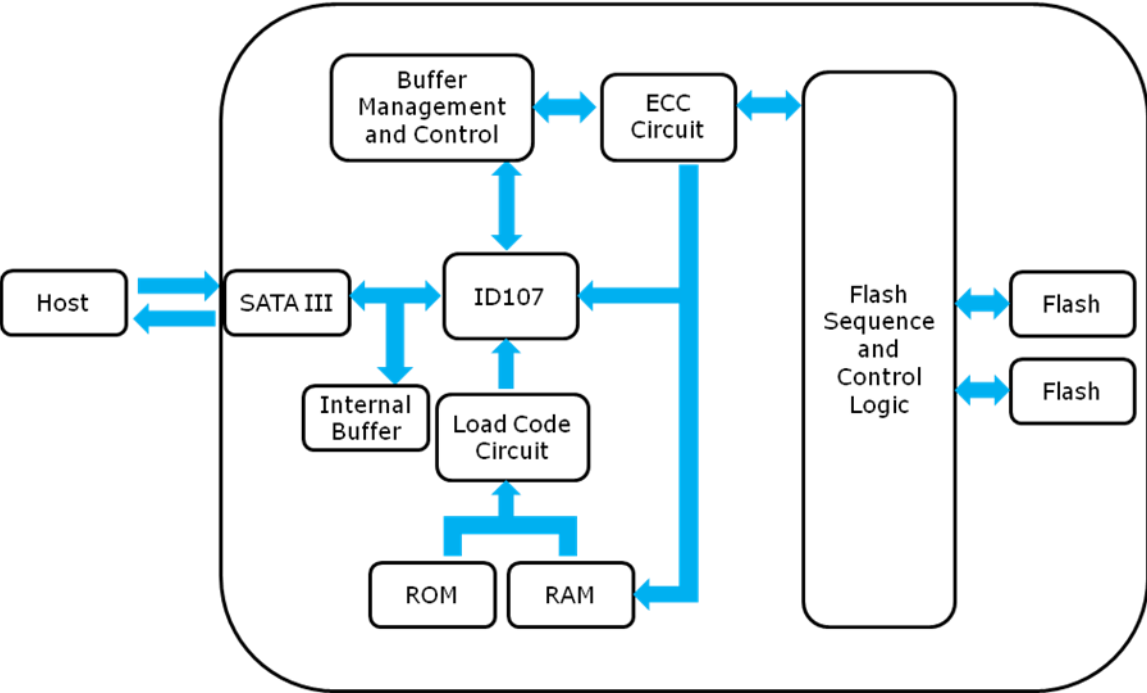 Buffer
Management
and Control
ECC
Circuit
Host
SATA III
ID107
Flash
Sequence
and
Control
Logic
Flash
Flash
Internal
Buffer
Load Code
Circuit
ROM
RAM